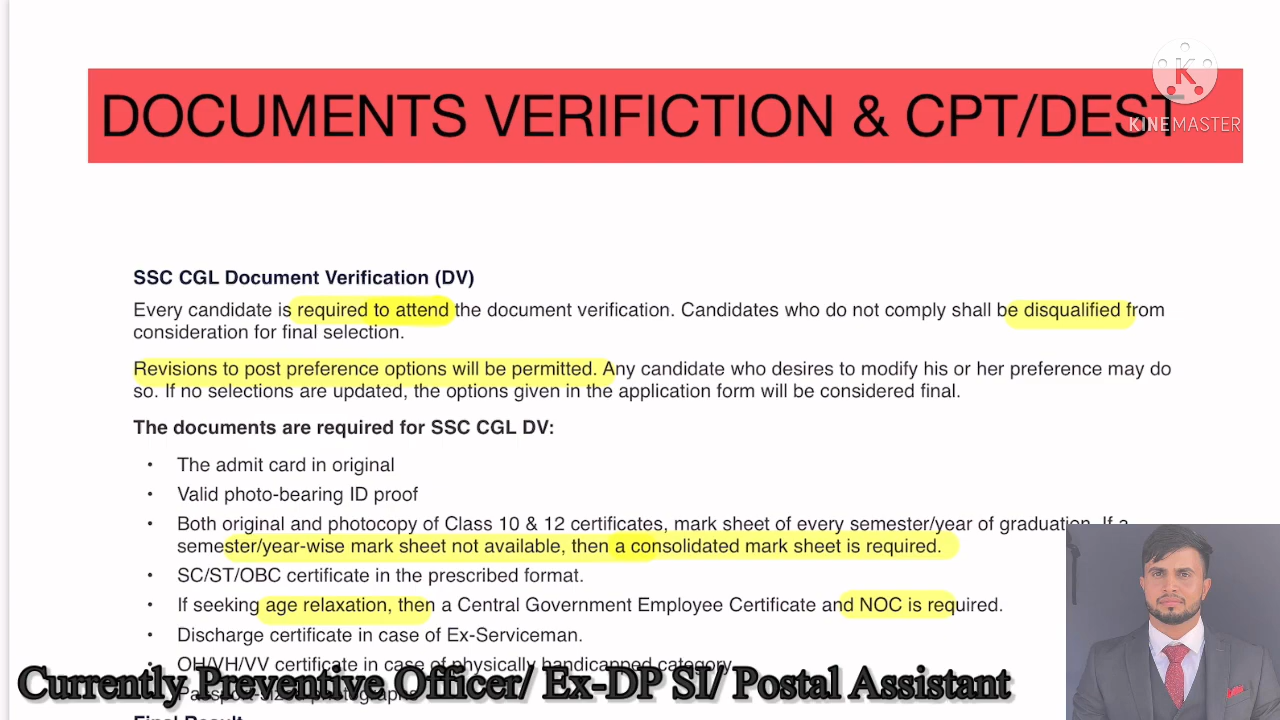 DOCUMENTS VERIFICTION & CPT/DEST
KINEMASTER
SSC CGL Document Verification (DV)
Every candidate is required to attend the document verification. Candidates who do not comply shall be disqualified from
consideration for final selection.
Revisions to post preference options will be permitted. Any candidate who desires to modify his or her preference may do
so. If no selections are updated, the options given in the application form will be considered final.
The documents are required for SSC CGL DV:
• The admit card in original
• Valid photo-bearing ID proof
• Both original and photocopy of Class 10 & 12 certificates, mark sheet of every semester/year of graduation. If a
semester/year-wise mark sheet not available, then a consolidated mark sheet is required.
• SC/ST/OBC certificate in the prescribed format.
• If seeking age relaxation, then a Central Government Employee Certificate and NOC is required.
• Discharge certificate in case of Ex-Serviceman.
• OH/VH/VV certificate in case of physically handicapped category.
Currently Preventive Officer/ Ex-DP SI/ Postal Assistant
Final Result